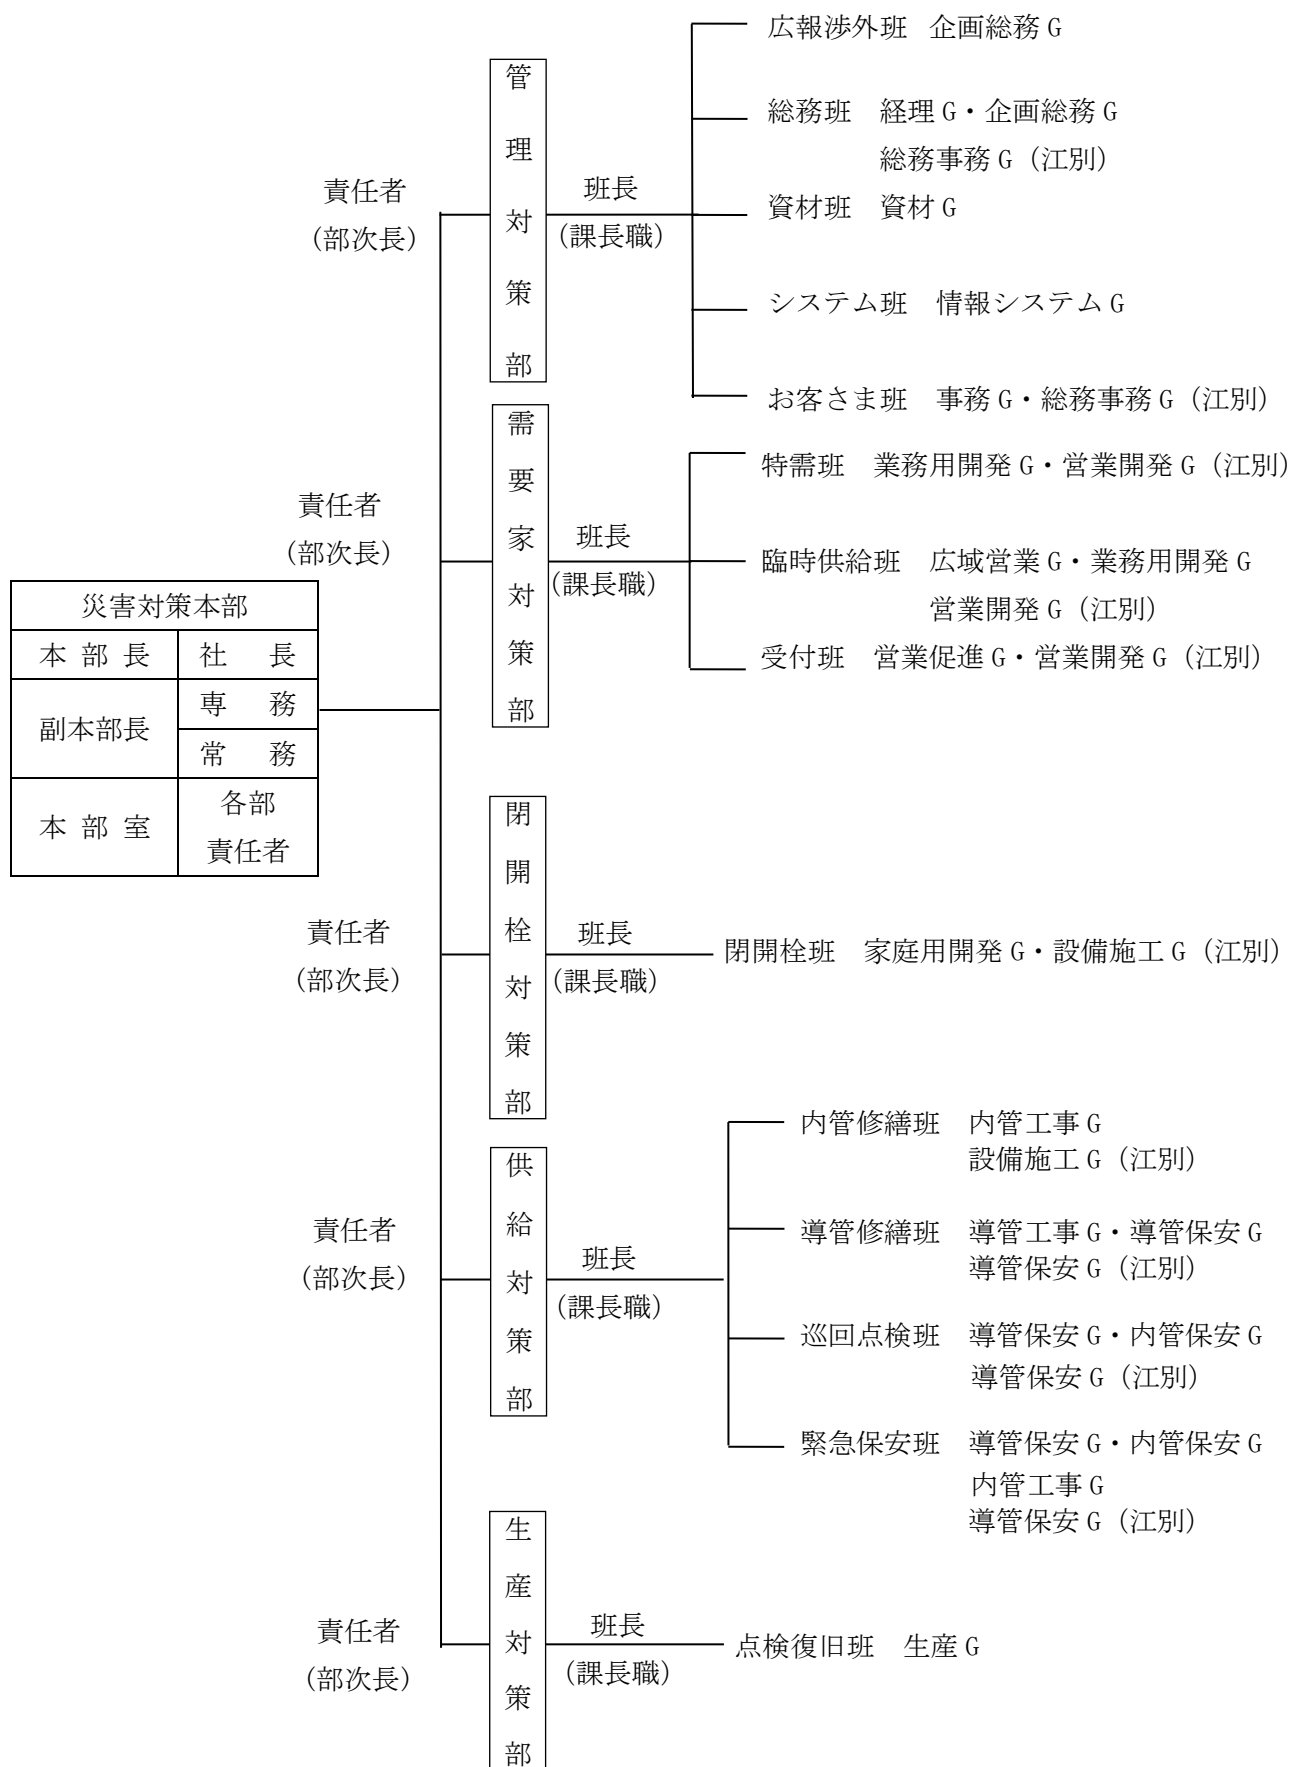 災害対策本部
本部長 社長
副本部長 専務
常務
本部室 各部
責任者
責任者
(部次長)
管理対策部
班長
(課長職)
広報渉外班 企画総務G
総務班 経理G・企画総務G
総務事務G(江別)
資材班 資材G
システム班 情報システムG
お客さま班 事務G・総務事務G(江別)
責任者
(部次長)
需要家対策部
班長
(課長職)
特需班 業務用開発G・営業開発G(江別)
臨時供給班 広域営業G・業務用開発G
営業開発G(江別)
受付班 営業促進G・営業開発G(江別)
責任者
(部次長)
閉開栓対策部
班長
(課長職)
閉開栓班 家庭用開発G・設備施工G(江別)
責任者
(部次長)
供給対策部
班長
(課長職)
内管修繕班 内管工事G
設備施工G(江別)
導管修繕班 導管工事G・導管保安G
導管保安G(江別)
巡回点検班 導管保安G・内管保安G
導管保安G(江別)
緊急保安班 導管保安G・内管保安G
内管工事G
導管保安G(江別)
責任者
(部次長)
生産対策部
班長
(課長職)
点検復旧班 生産G